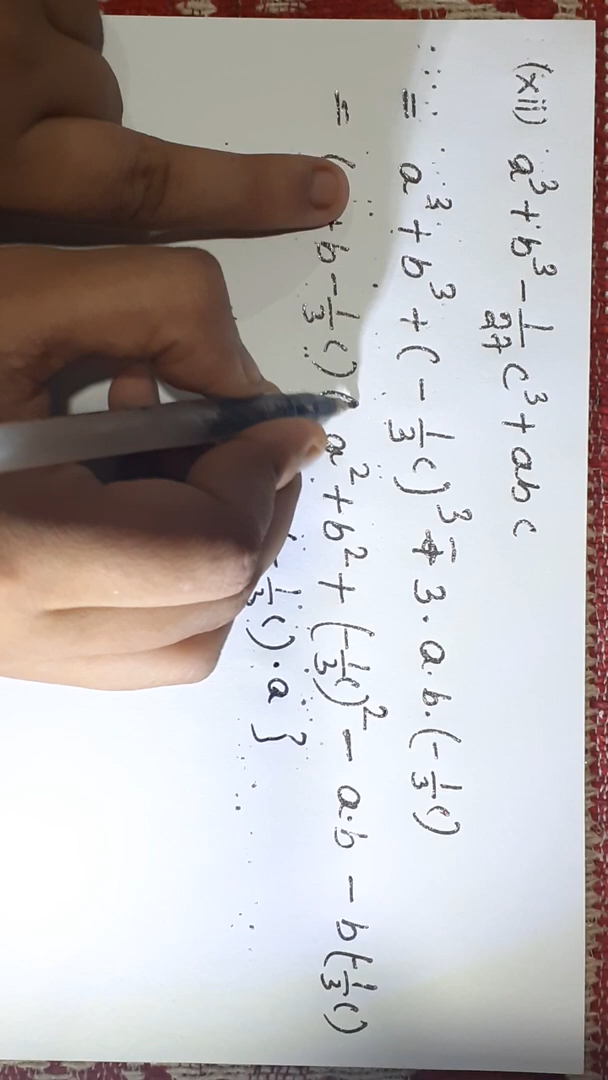 (xii) a³ + b³ - 1/27 c³ + abc
= a³ + b³ + (- 1/3 c)³ - 3 · a · b · (- 1/3 c)
= ( + b - 1/3 c) { a² + b² + (- 1/3 c)² - a · b - b (- 1/3 c)
(- 1/3 c) · a }